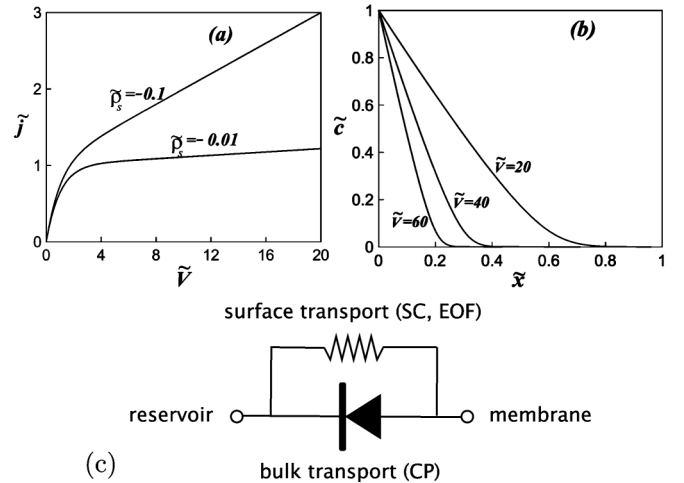 (a)
3
2
1
0
j̃
ρ̃s=-0.1
ρ̃s=- 0.01
0 4 8 12 16 20
Ṽ
(b)
1
0.8
0.6
0.4
0.2
0
c̃
Ṽ=20
Ṽ=40
Ṽ=60
0 0.2 0.4 0.6 0.8 1
x̃
surface transport (SC, EOF)
reservoir
membrane
bulk transport (CP)
(c)